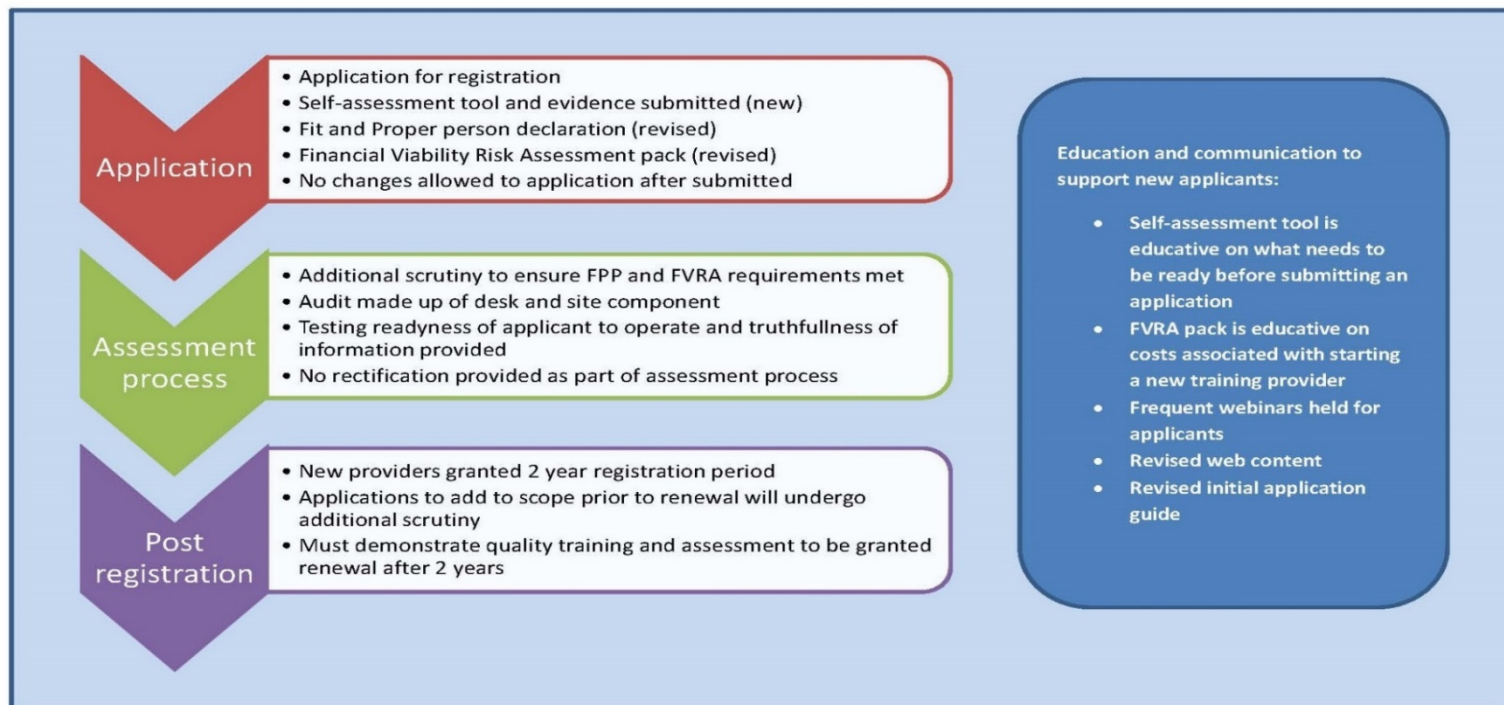 Application
• Application for registration
• Self-assessment tool and evidence submitted (new)
• Fit and Proper person declaration (revised)
• Financial Viability Risk Assessment pack (revised)
• No changes allowed to application after submitted
Assessment
process
• Additional scrutiny to ensure FPP and FVRA requirements met
• Audit made up of desk and site component
• Testing readyness of applicant to operate and truthfullness of
information provided
• No rectification provided as part of assessment process
Post
registration
• New providers granted 2 year registration period
• Applications to add to scope prior to renewal will undergo
additional scrutiny
• Must demonstrate quality training and assessment to be granted
renewal after 2 years
Education and communication to
support new applicants:
• Self-assessment tool is
educative on what needs to
be ready before submitting an
application
• FVRA pack is educative on
costs associated with starting
a new training provider
• Frequent webinars held for
applicants
• Revised web content
• Revised initial application
guide